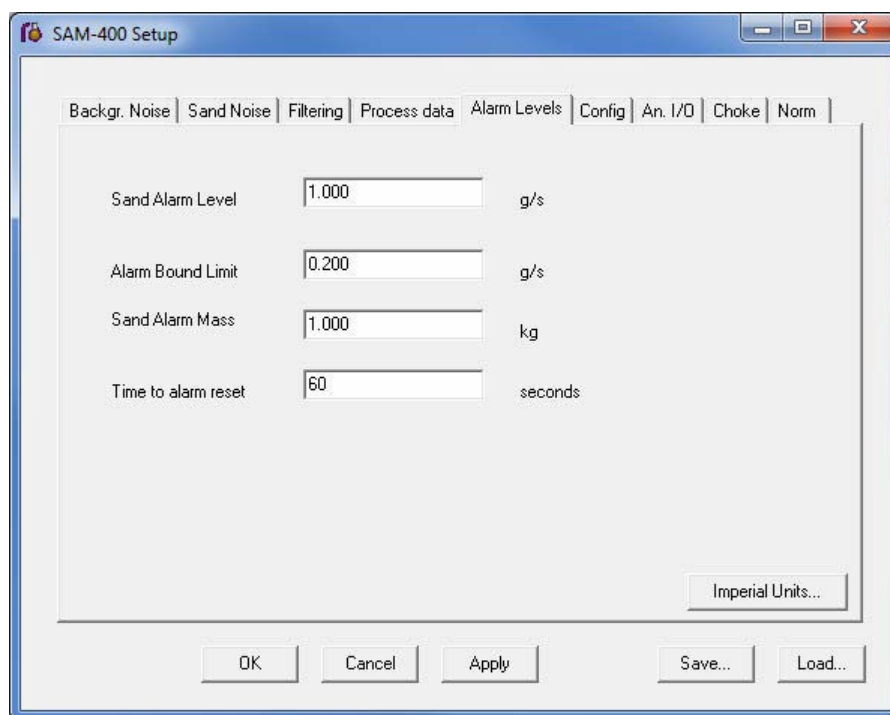 SAM-400 Setup
Backgr. Noise Sand Noise Filtering Process data Alarm Levels Config An. I/O Choke Norm
Sand Alarm Level 1.000 g/s
Alarm Bound Limit 0.200 g/s
Sand Alarm Mass 1.000 kg
Time to alarm reset 60 seconds
Imperial Units...
OK Cancel Apply Save... Load...